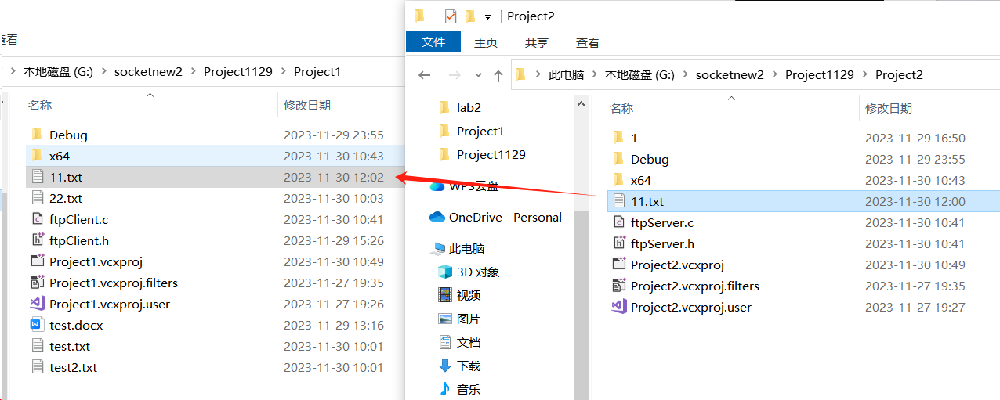 查看
本地磁盘 (G:) socketnew2 Project1129 Project1
名称 修改日期
Debug 2023-11-29 23:55
x64 2023-11-30 10:43
11.txt 2023-11-30 12:02
22.txt 2023-11-30 10:03
ftpClient.c 2023-11-30 10:41
ftpClient.h 2023-11-29 15:26
Project1.vcxproj 2023-11-30 10:49
Project1.vcxproj.filters 2023-11-27 19:35
Project1.vcxproj.user 2023-11-27 19:26
test.docx 2023-11-29 13:16
test.txt 2023-11-30 10:01
test2.txt 2023-11-30 10:01
Project2
文件 主页 共享 查看
此电脑 本地磁盘 (G:) socketnew2 Project1129 Project2
lab2
Project1
Project1129
WPS云盘
OneDrive - Personal
此电脑
3D 对象
视频
图片
文档
下载
音乐
名称 修改日期
1 2023-11-29 16:50
Debug 2023-11-29 23:55
x64 2023-11-30 10:43
11.txt 2023-11-30 12:00
ftpServer.c 2023-11-30 10:41
ftpServer.h 2023-11-30 10:41
Project2.vcxproj 2023-11-30 10:49
Project2.vcxproj.filters 2023-11-27 19:35
Project2.vcxproj.user 2023-11-27 19:27